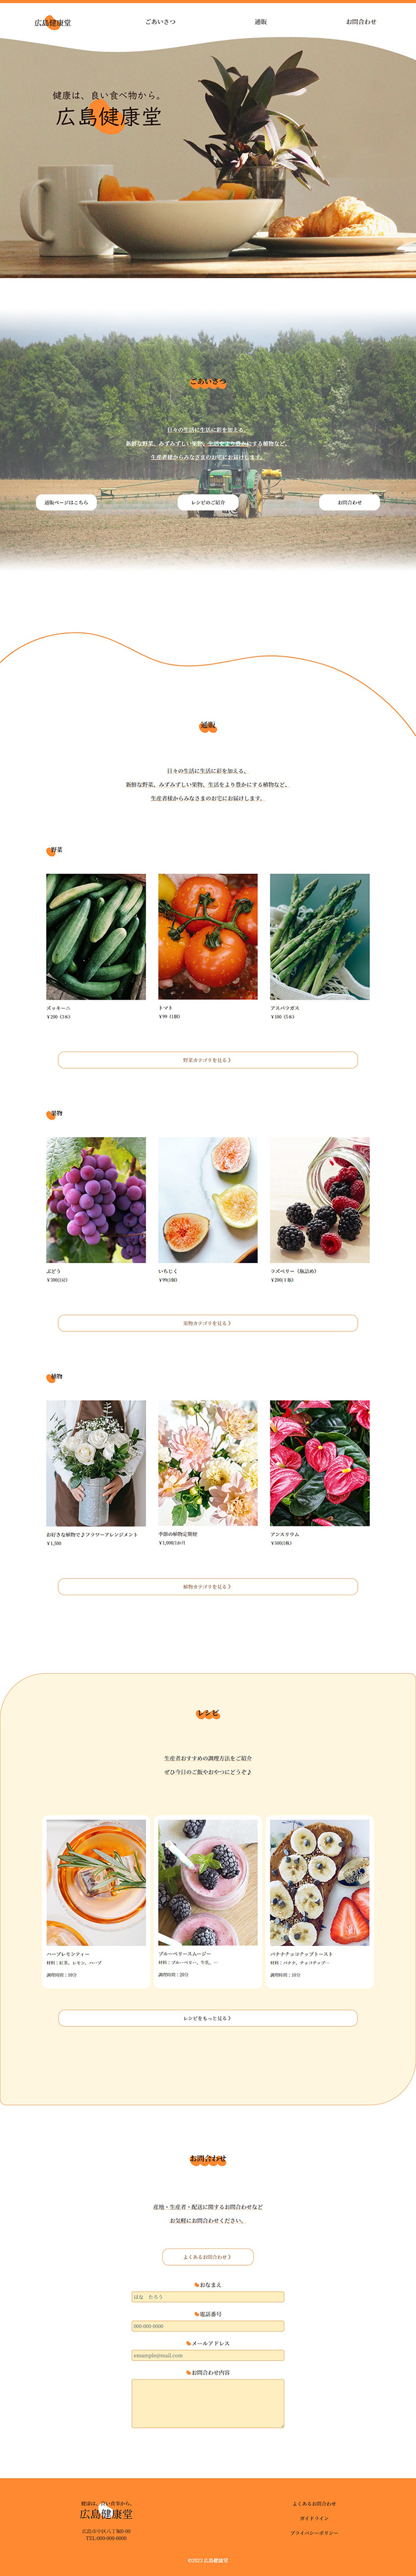 広島健康堂
ごあいさつ
通販
お問合わせ
健康は、良い食べ物から。
広島健康堂
ごあいさつ
日々の生活に生活に彩を加える、
新鮮な野菜、みずみずしい果物、生活をより豊かにする植物など、
生産者様からみなさまのお宅にお届けします。
通販ページはこちら
レシピのご紹介
お問合わせ
通販
日々の生活に生活に彩を加える、
新鮮な野菜、みずみずしい果物、生活をより豊かにする植物など、
生産者様からみなさまのお宅にお届けします。
野菜
ズッキーニ
¥200（3本）
トマト
¥99（1個）
アスパラガス
¥100（5本）
野菜カテゴリを見る 》
果物
ぶどう
¥300(1房)
いちじく
¥99(1個)
ラズベリー（瓶詰め）
¥200(１瓶)
果物カテゴリを見る 》
植物
お好きな植物で♪フラワーアレンジメント
¥1,500
季節の植物定期便
¥1,000/1か月
アンスリウム
¥500(1枝)
植物カテゴリを見る 》
レシピ
生産者おすすめの調理方法をご紹介
ぜひ今日のご飯やおやつにどうぞ♪
ハーブレモンティー
材料：紅茶、レモン、ハーブ
調理時間：10分
ブルーベリースムージー
材料：ブルーベリー、牛乳、…
調理時間：20分
バナナチョコチップトースト
材料：バナナ、チョコチップ…
調理時間：10分
レシピをもっと見る 》
お問合わせ
産地・生産者・配送に関するお問合わせなど
お気軽にお問合わせください。
よくあるお問合わせ 》
おなまえ
はな　たろう
電話番号
000-000-0000
メールアドレス
exsample@mail.com
お問合わせ内容
健康は、良い食事から。
広島健康堂
広島市中区八丁堀0-00
TEL:000-000-0000
よくあるお問合わせ
ガイドライン
プライバシーポリシー
©2023 広島健康堂